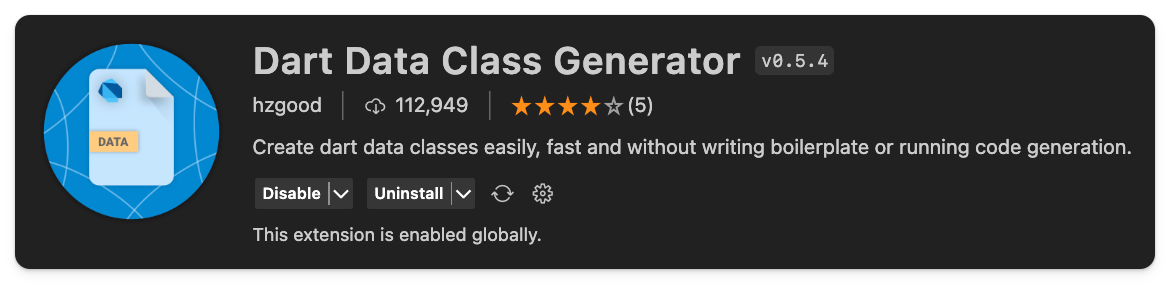 Dart Data Class Generator v0.5.4
hzgood 112,949 (5)
DATA
Create dart data classes easily, fast and without writing boilerplate or running code generation.
Disable Uninstall
This extension is enabled globally.